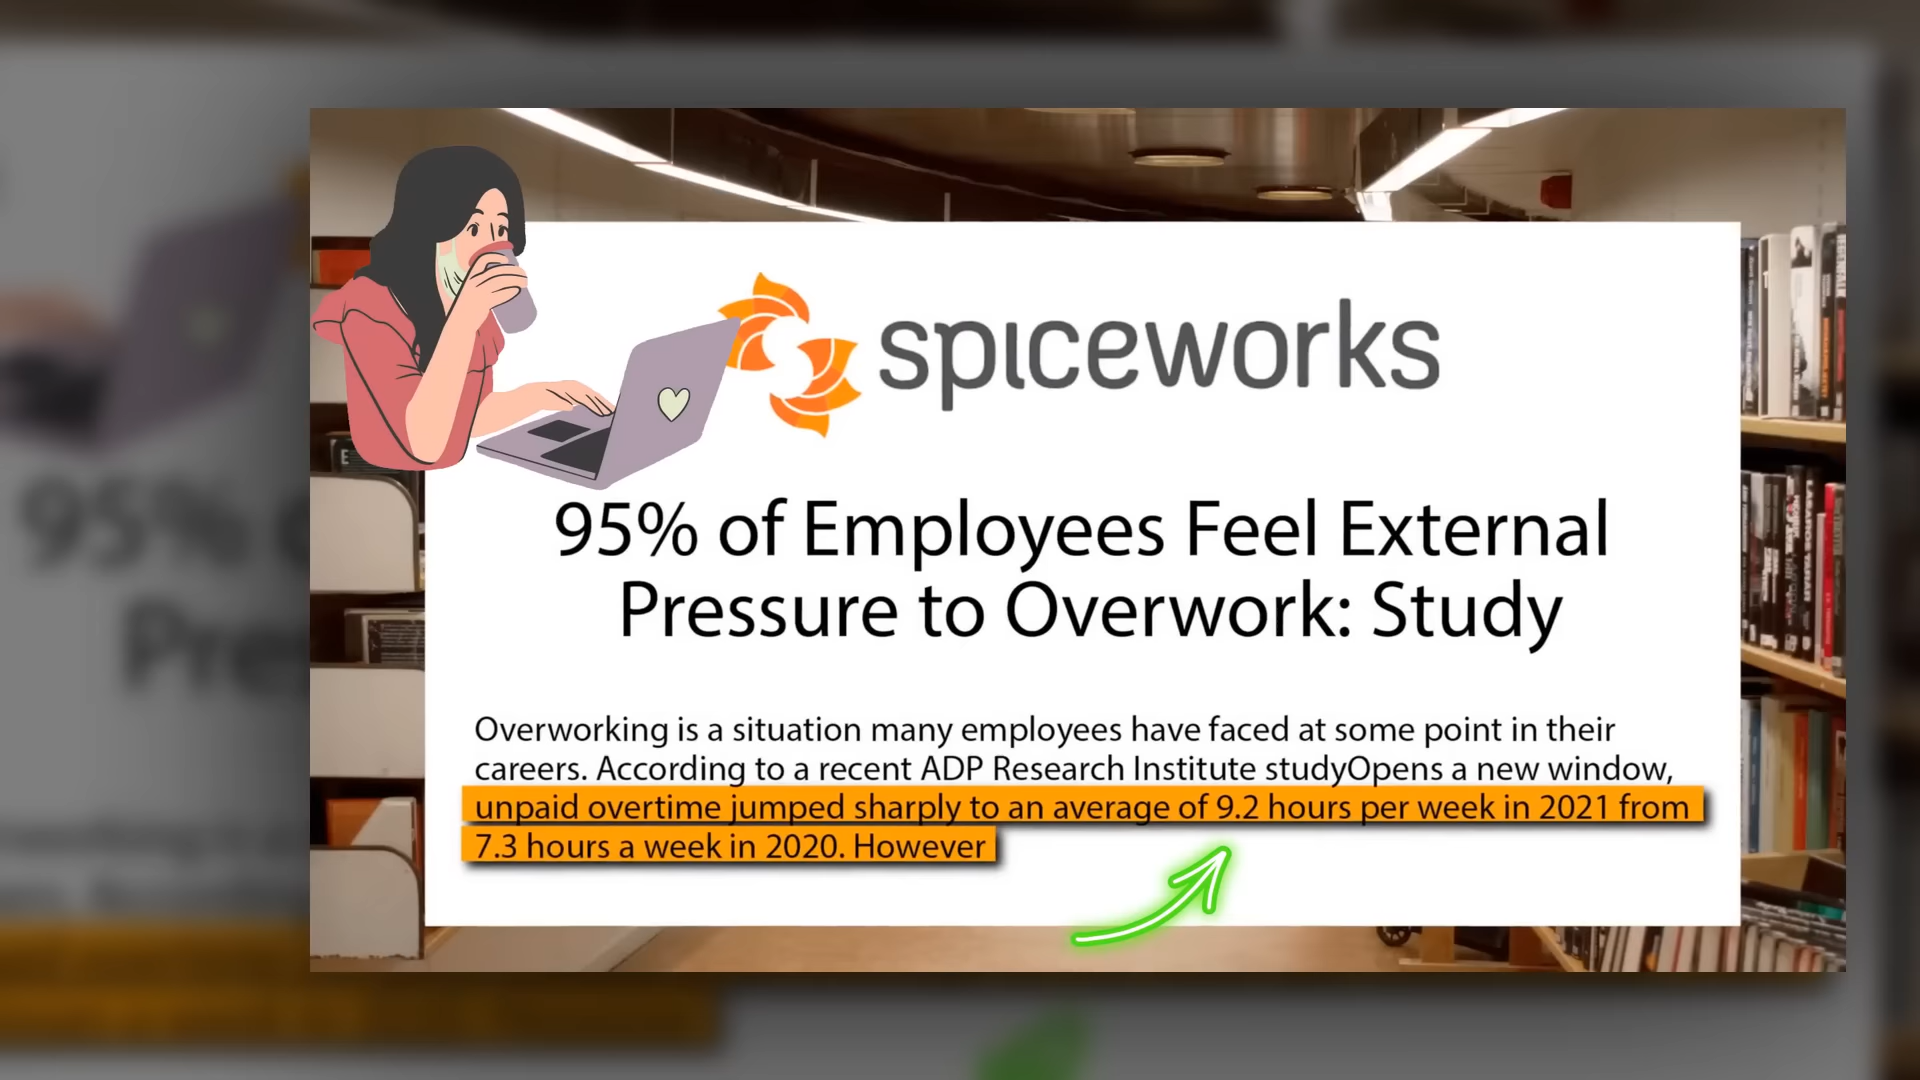 spiceworks
95% of Employees Feel External
Pressure to Overwork: Study
Overworking is a situation many employees have faced at some point in their
careers. According to a recent ADP Research Institute studyOpens a new window,
unpaid overtime jumped sharply to an average of 9.2 hours per week in 2021 from
7.3 hours a week in 2020. However